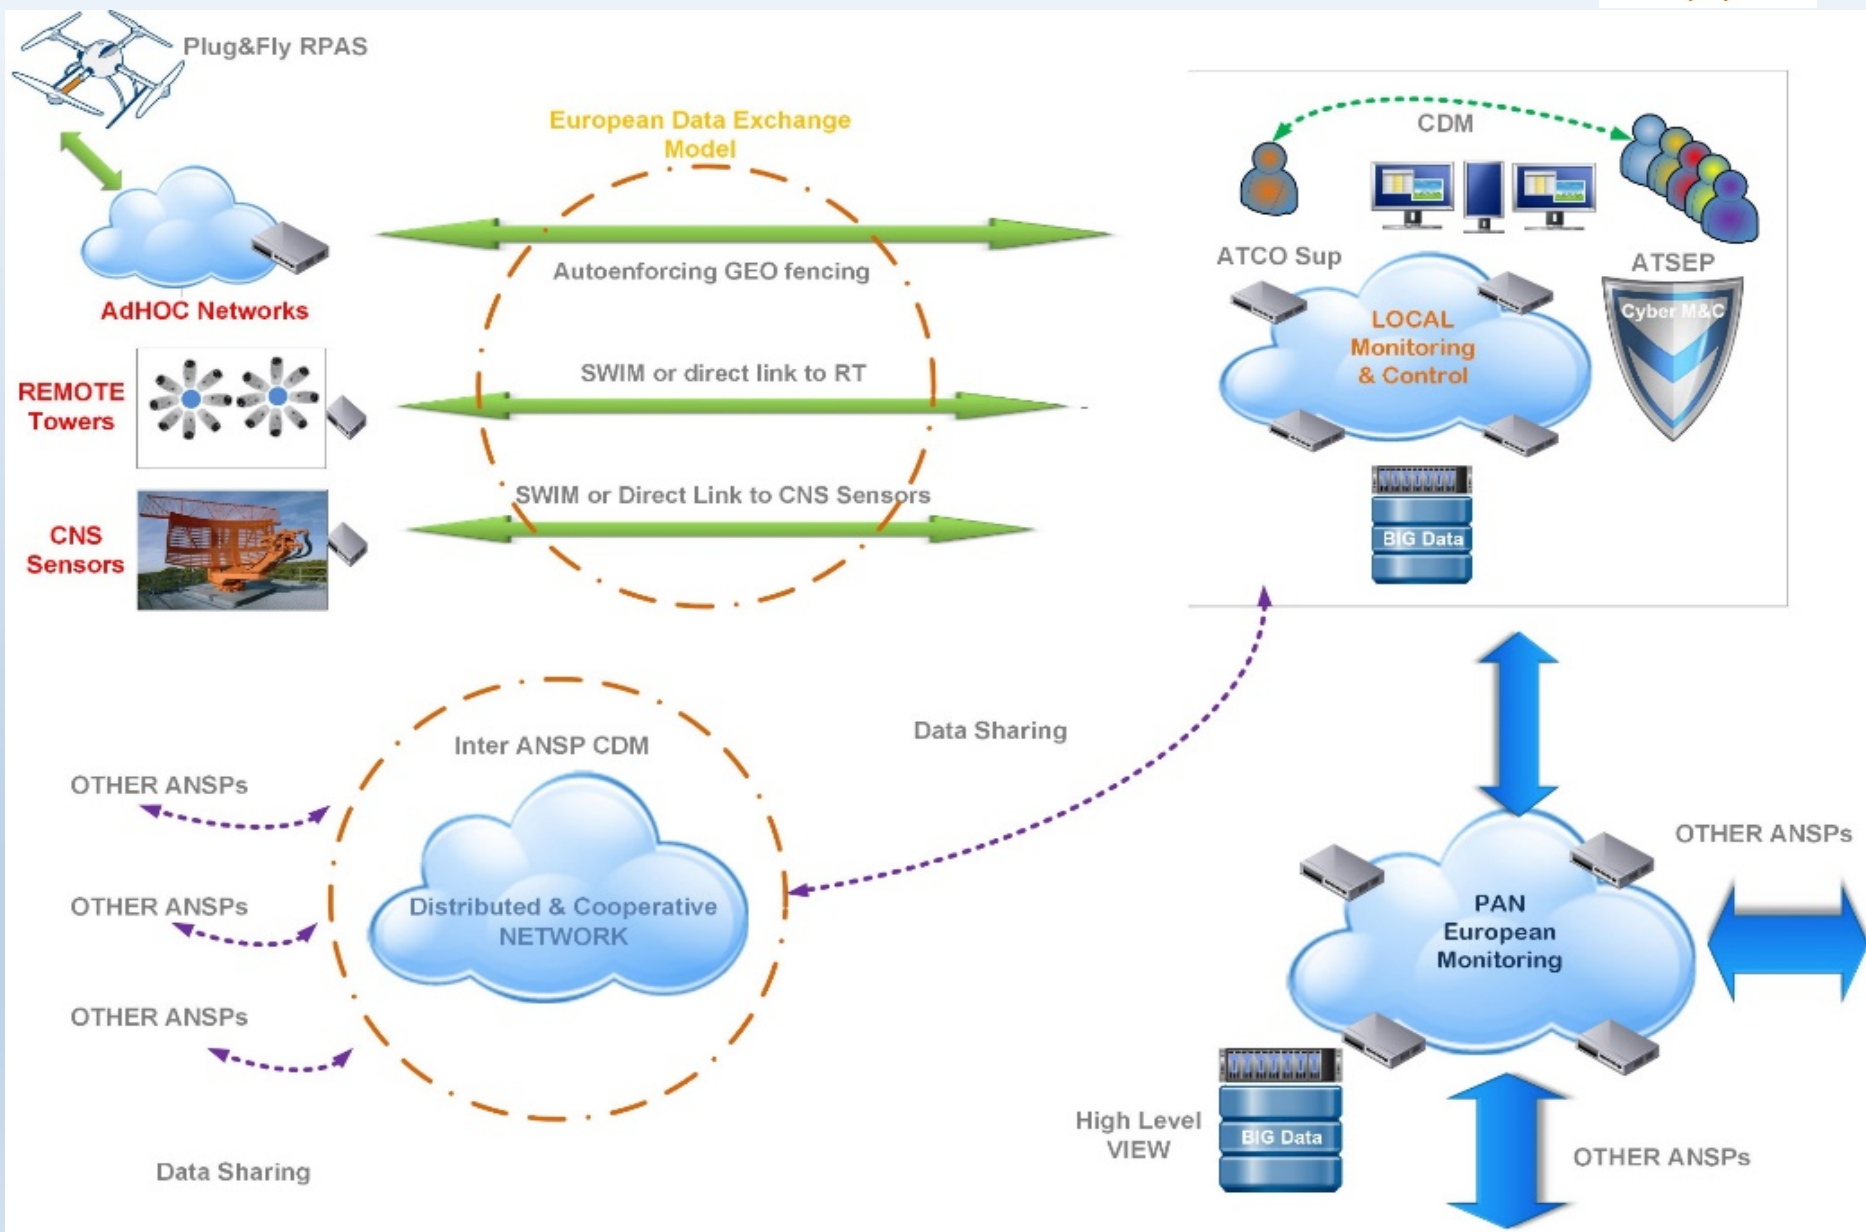 Plug&Fly RPAS
European Data Exchange
Model
CDM
AdHOC Networks
Autoenforcing GEO fencing
ATCO Sup
ATSEP
Cyber M&C
LOCAL
Monitoring
& Control
REMOTE
Towers
SWIM or direct link to RT
CNS
Sensors
SWIM or Direct Link to CNS Sensors
BIG Data
Inter ANSP CDM
Data Sharing
OTHER ANSPs
OTHER ANSPs
OTHER ANSPs
Distributed & Cooperative
NETWORK
Data Sharing
OTHER ANSPs
PAN
European
Monitoring
High Level
VIEW
BIG Data
OTHER ANSPs